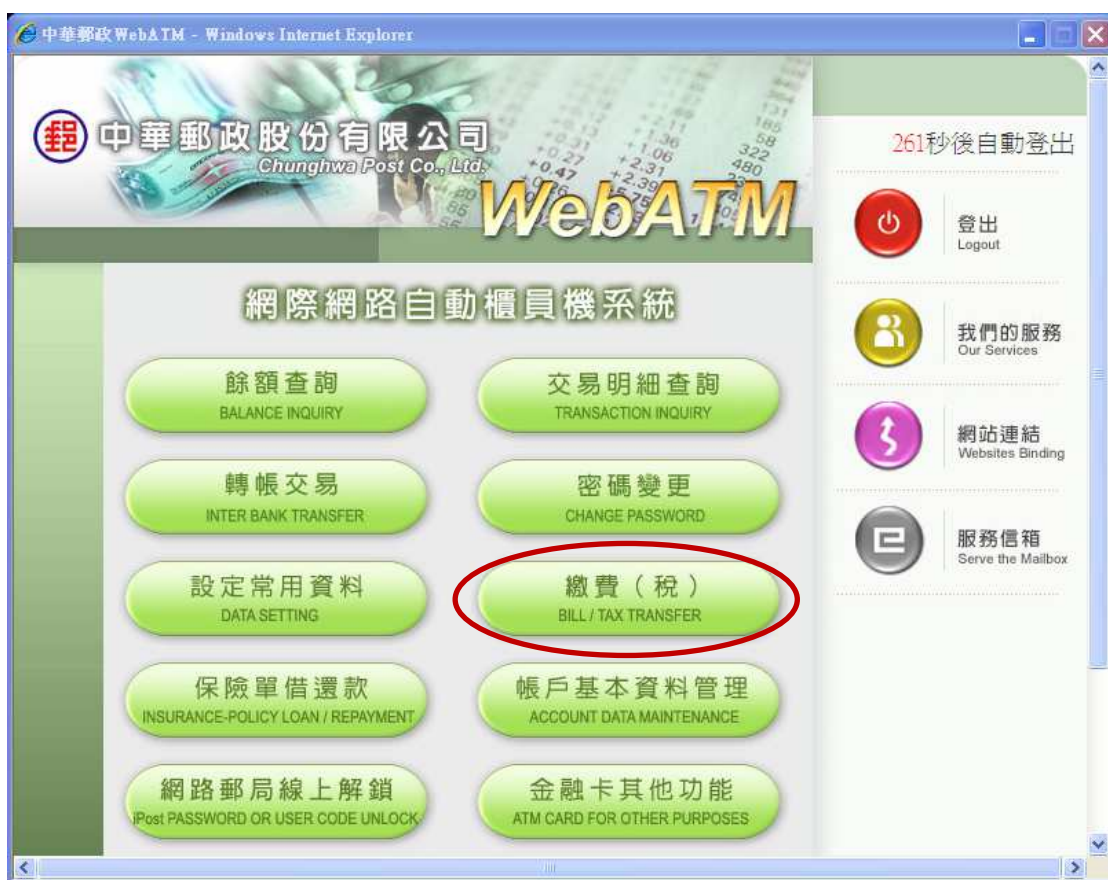 中華郵政WebATM - Windows Internet Explorer
郵
中華郵政股份有限公司
Chunghwa Post Co., Ltd.
WebATM
261秒後自動登出
登出
Logout
我們的服務
Our Services
網站連結
Websites Binding
服務信箱
Serve the Mailbox
網際網路自動櫃員機系統
餘額查詢
BALANCE INQUIRY
交易明細查詢
TRANSACTION INQUIRY
轉帳交易
INTER BANK TRANSFER
密碼變更
CHANGE PASSWORD
設定常用資料
DATA SETTING
繳費（稅）
BILL / TAX TRANSFER
保險單借還款
INSURANCE-POLICY LOAN / REPAYMENT
帳戶基本資料管理
ACCOUNT DATA MAINTENANCE
網路郵局線上解鎖
iPost PASSWORD OR USER CODE UNLOCK
金融卡其他功能
ATM CARD FOR OTHER PURPOSES